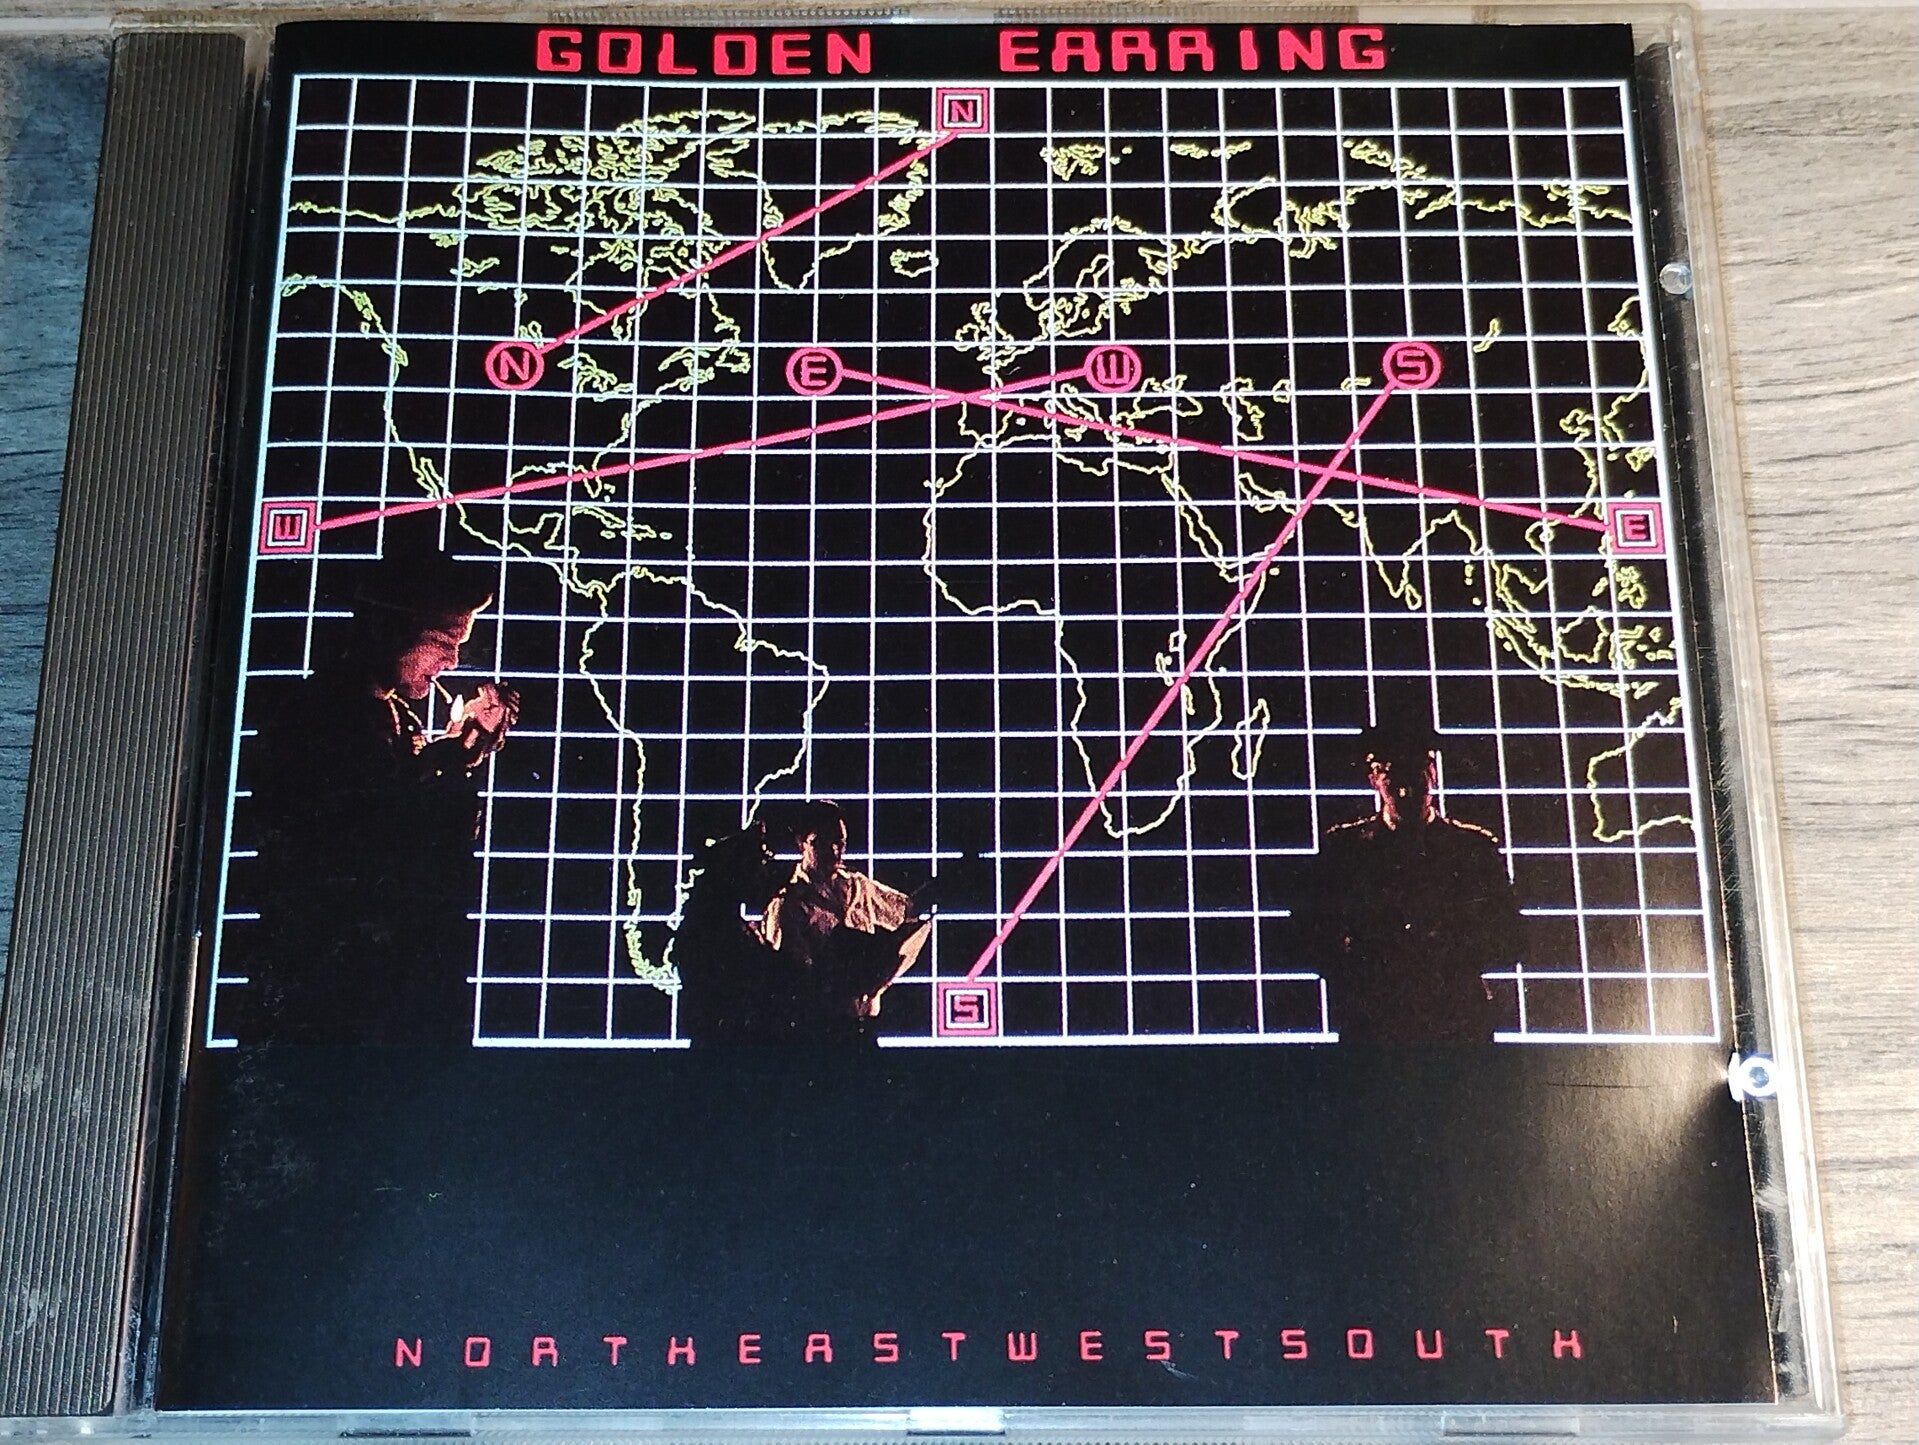 GOLDEN EARRING
N
N E W S
W E
S
NORTHEASTWESTSOUTH